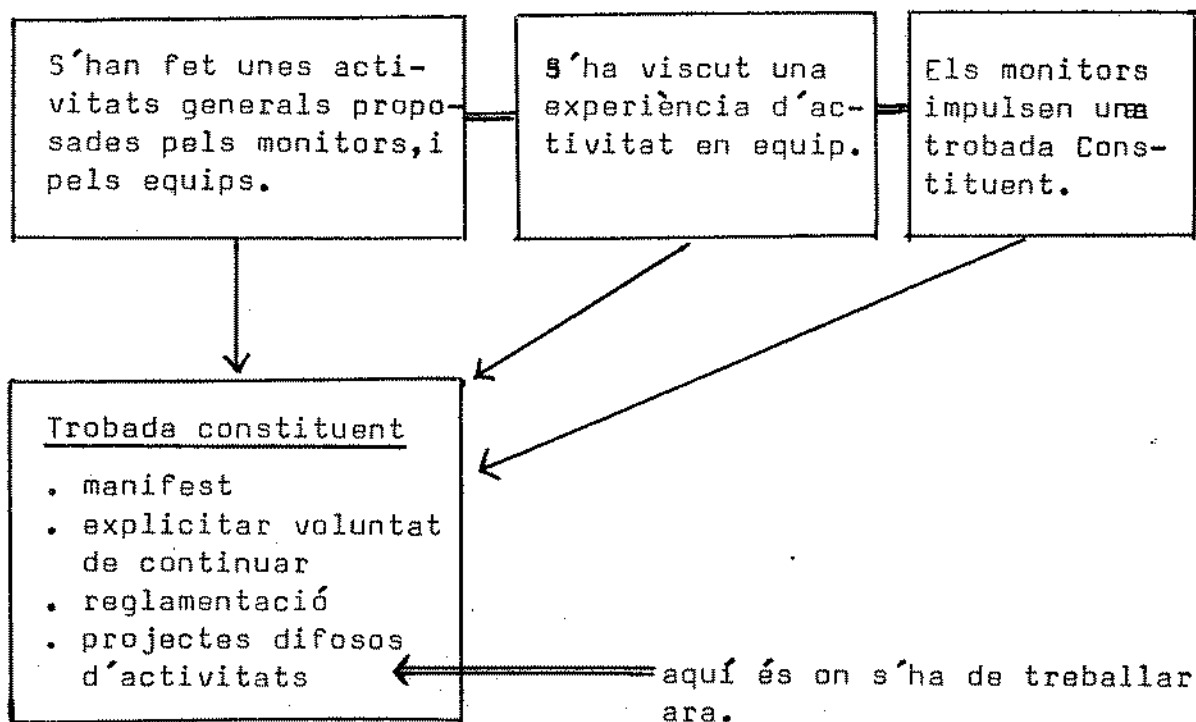 S´han fet unes acti-
vitats generals propo-
sades pels monitors,i
pels equips.
S´ha viscut una
experiència d´ac-
tivitat en equip.
Els monitors
impulsen una
trobada Cons-
tituent.
Trobada constituent
. manifest
. explicitar voluntat
de continuar
. reglamentació
. projectes difosos
d´activitats
aquí és on s´ha de treballar
ara.